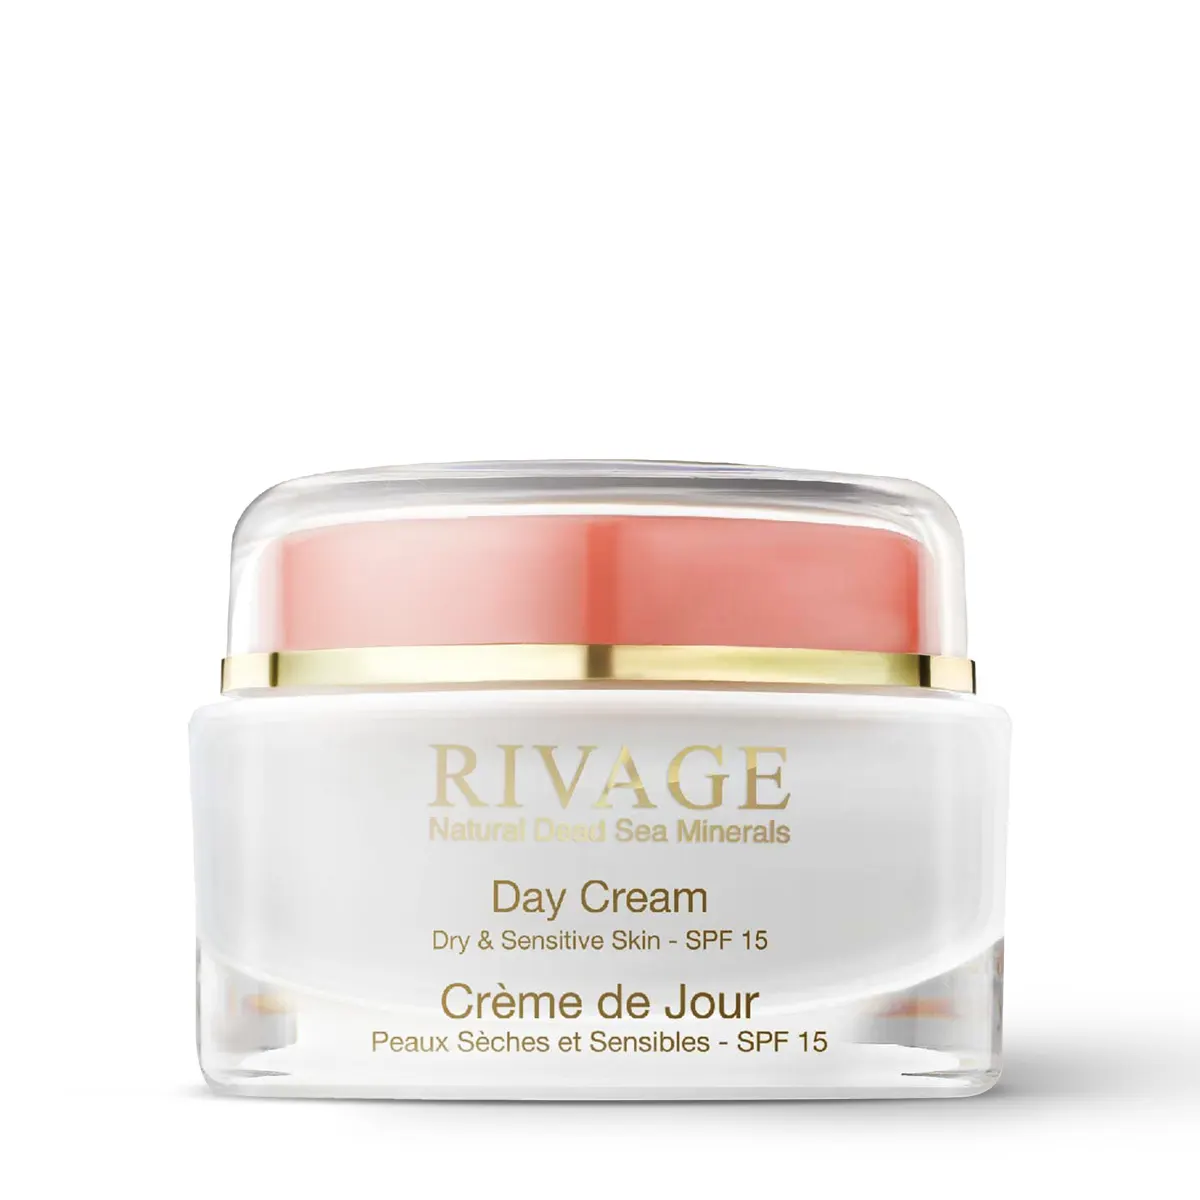 RIVAGE
Natural Dead Sea Minerals
Day Cream
Dry & Sensitive Skin - SPF 15
Crème de Jour
Peaux Sèches et Sensibles - SPF 15